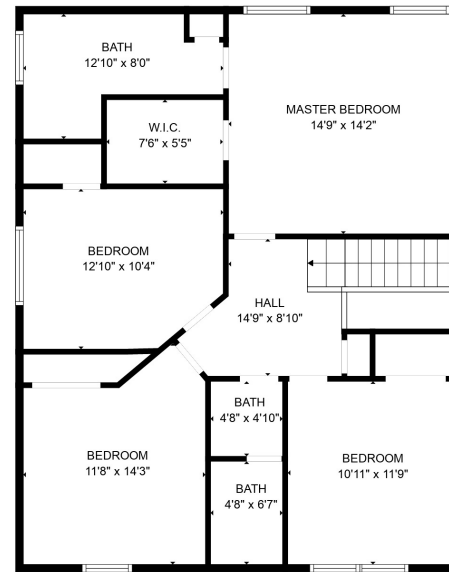 BATH
12'10" x 8'0"
MASTER BEDROOM
14'9" x 14'2"
W.I.C.
7'6" x 5'5"
BEDROOM
12'10" x 10'4"
HALL
14'9" x 8'10"
BATH
4'8" x 4'10"
BEDROOM
11'8" x 14'3"
BEDROOM
10'11" x 11'9"
BATH
4'8" x 6'7"